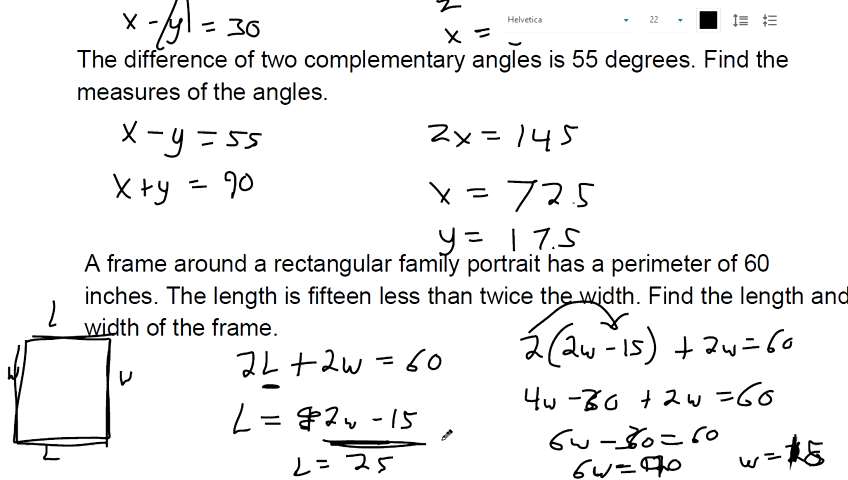 x - y = 30
x =
Helvetica
22
The difference of two complementary angles is 55 degrees. Find the
measures of the angles.
x - y = 55
x + y = 90
2x = 145
x = 72.5
y = 17.5
A frame around a rectangular family portrait has a perimeter of 60
inches. The length is fifteen less than twice the width. Find the length and
width of the frame.
L
W
W
L
2L + 2w = 60
L = 2w - 15
L = 25
2(2w - 15) + 2w = 60
4w - 30 + 2w = 60
6w - 30 = 60
6w = 90
w = 15